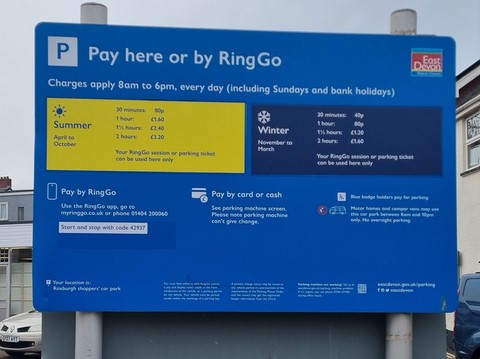 P Pay here or by RingGo
East
Devon
Charges apply 8am to 6pm, every day (including Sundays and bank holidays)
Summer
April to
October
30 minutes: 80p
1 hour: £1.60
1½ hours: £2.40
2 hours: £3.20
Your RingGo session or parking ticket
can be used here only
Winter
November to
March
30 minutes: 40p
1 hour: 80p
1½ hours: £1.20
2 hours: £1.60
Your RingGo session or parking ticket
can be used here only
Pay by RingGo
Use the RingGo app, go to
myringgo.co.uk or phone 01404 200060
Start and stop with code 42937
Pay by card or cash
See parking machine screen.
Please note parking machine
can't give change.
Blue badge holders pay for parking
Motor homes and camper vans may use
this car park between 8am and 10pm
only. No overnight parking.
Your location is:
Roxburgh shoppers' car park
eastdevon.gov.uk/parking
eastdevon